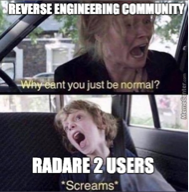 REVERSE ENGINEERING COMMUNITY
Why cant you just be normal?
RADARE 2 USERS
*Screams*